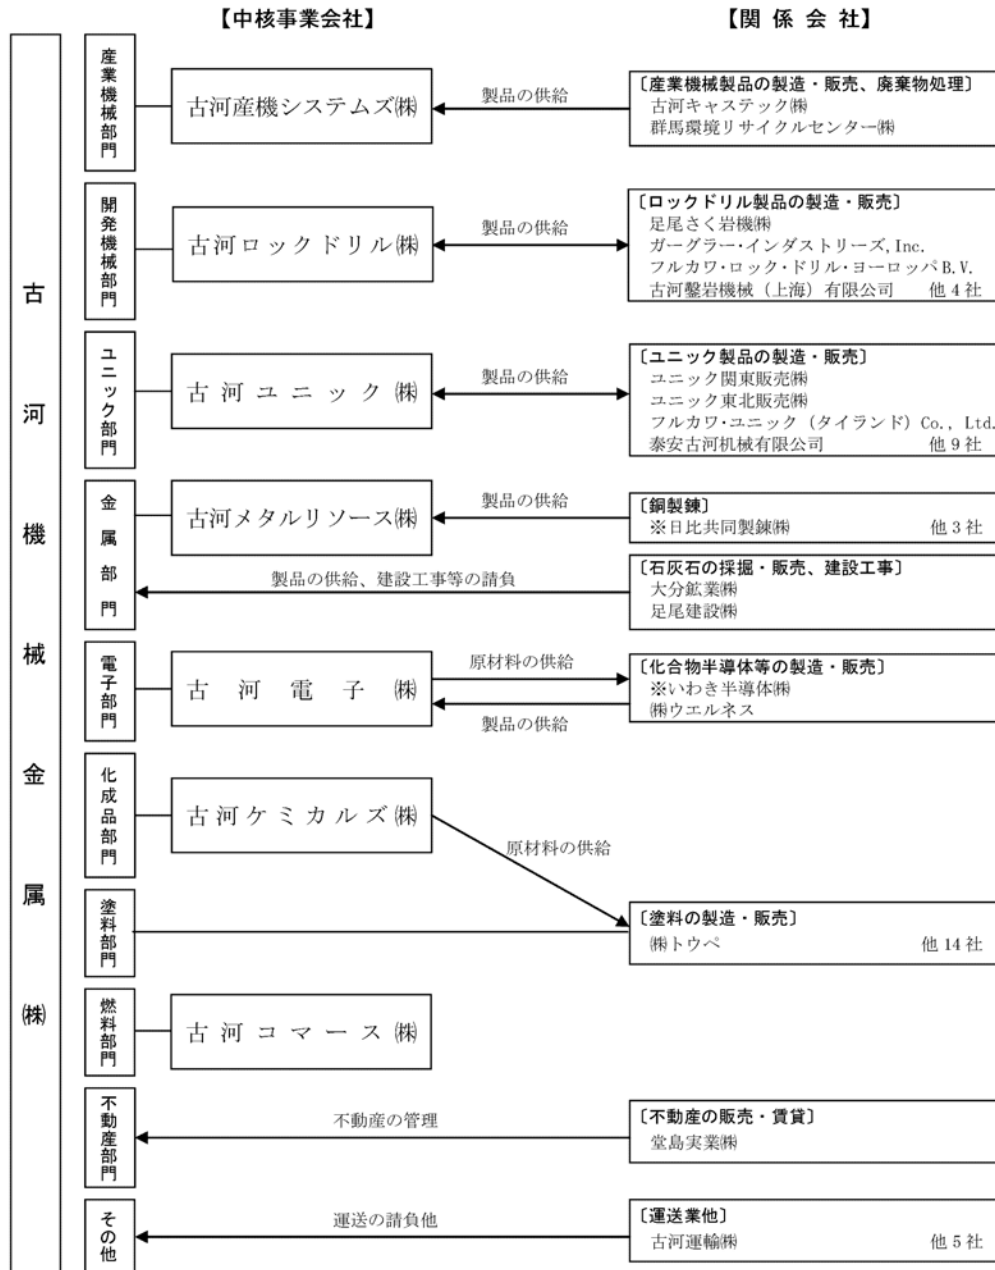 【中核事業会社】
【関 係 会 社】
古河機械金属㈱
産業機械部門
古河産機システムズ㈱
製品の供給
〔産業機械製品の製造・販売、廃棄物処理〕
古河キャステック㈱
群馬環境リサイクルセンター㈱
開発機械部門
古河ロックドリル㈱
製品の供給
〔ロックドリル製品の製造・販売〕
足尾さく岩機㈱
ガーグラー・インダストリーズ, Inc.
フルカワ・ロック・ドリル・ヨーロッパ B.V.
古河鑿岩機械（上海）有限公司 他 4 社
ユニック部門
古河ユニック㈱
製品の供給
〔ユニック製品の製造・販売〕
ユニック関東販売㈱
ユニック東北販売㈱
フルカワ・ユニック（タイランド）Co., Ltd.
泰安古河机械有限公司 他 9 社
金属部門
古河メタルリソース㈱
製品の供給
〔銅製錬〕
※日比共同製錬㈱ 他 3 社
製品の供給、建設工事等の請負
〔石灰石の採掘・販売、建設工事〕
大分鉱業㈱
足尾建設㈱
電子部門
古河電子㈱
原材料の供給
製品の供給
〔化合物半導体等の製造・販売〕
※いわき半導体㈱
㈱ウエルネス
化成品部門
古河ケミカルズ㈱
原材料の供給
塗料部門
〔塗料の製造・販売〕
㈱トウペ 他 14 社
燃料部門
古河コマース㈱
不動産部門
不動産の管理
〔不動産の販売・賃貸〕
堂島実業㈱
その他
運送の請負他
〔運送業他〕
古河運輸㈱ 他 5 社